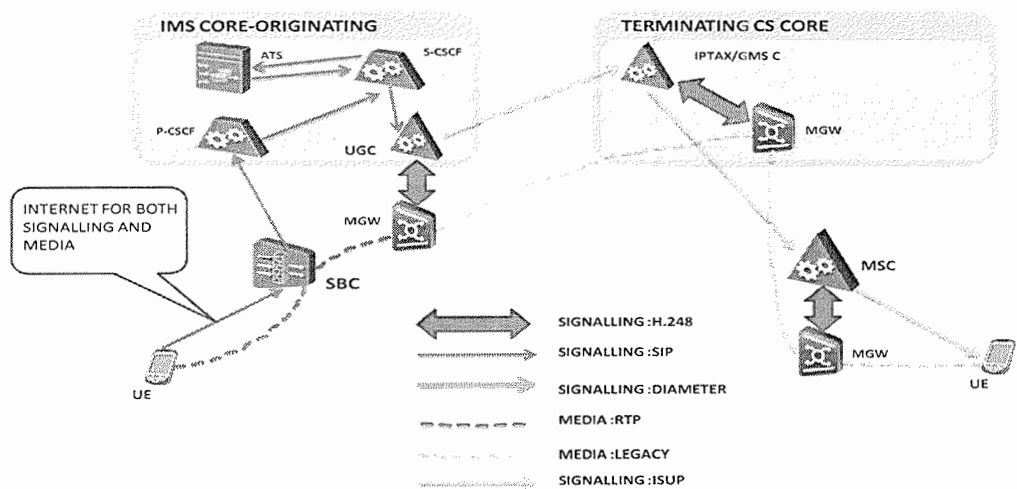 IMS CORE-ORIGINATING
TERMINATING CS CORE
ATS
S-CSCF
IPTAX/GMS C
P-CSCF
UGC
MGW
INTERNET FOR BOTH
SIGNALLING AND
MEDIA
MGW
SBC
MSC
SIGNALLING :H.248
SIGNALLING :SIP
MGW
UE
UE
SIGNALLING :DIAMETER
MEDIA :RTP
MEDIA :LEGACY
SIGNALLING :ISUP